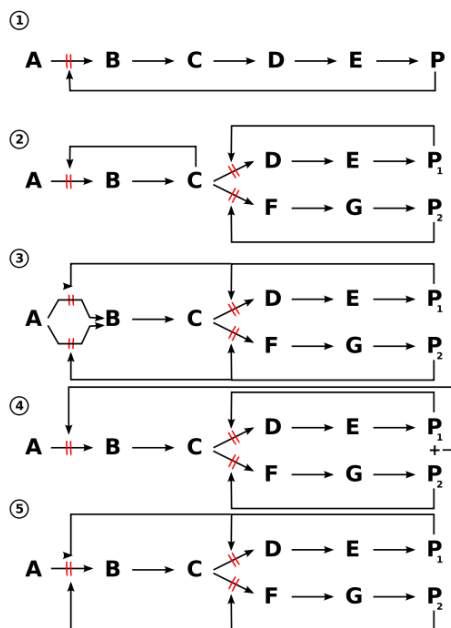 ①
A B C D E P
②
D E P₁
A B C
F G P₂
③
D E P₁
A B C
F G P₂
④
D E P₁
A B C +
F G P₂
⑤
D E P₁
A B C
F G P₂